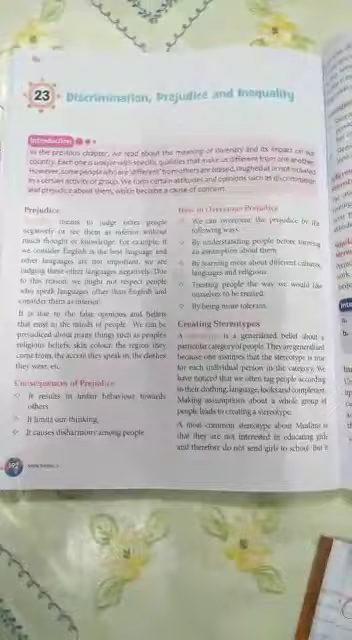 23
Discrimination, Prejudice and Inequality
Introduction
In the previous chapter, we read about the meaning of diversity and its impact on our
country. Each one is unique with specific qualities that make us different from one another.
However, some people who are 'different' from others are teased, laughed at or not included
in a certain activity or group. We form certain attitudes and opinions such as discrimination
and prejudice about them, which become a cause of concern.
Prejudice
means to judge other people
negatively or see them as inferior without
much thought or knowledge. For example, if
we consider English is the best language and
other languages are not important, we are
judging these other languages negatively. Due
to this reason, we might not respect people
who speak languages other than English and
consider them as inferior.
It is due to the false opinions and beliefs
that exist in the minds of people. We can be
prejudiced about many things such as people's
religious beliefs, skin colour, the region they
come from, the accent they speak in, the clothes
they wear, etc.
Consequences of Prejudice
It results in unfair behaviour towards
others
It limits our thinking
It causes disharmony among people
How to Overcome Prejudice
We can overcome the prejudice by
following ways.
By understanding people before forming
an assumption about them.
By learning more about different cultures,
languages and religions.
Treating people the way we would like
ourselves to be treated.
By being more tolerant.
Creating Stereotypes
is a generalized belief about a
particular category of people. They are generalised
because one assumes that the stereotype is true
for each individual person in the category. We
have noticed that we often tag people according
to their clothing, language, looks and complexion.
Making assumptions about a whole group of
people leads to creating a stereotype.
A most common stereotype about Muslims is
that they are not interested in educating girls
and therefore do not send girls to school. But it